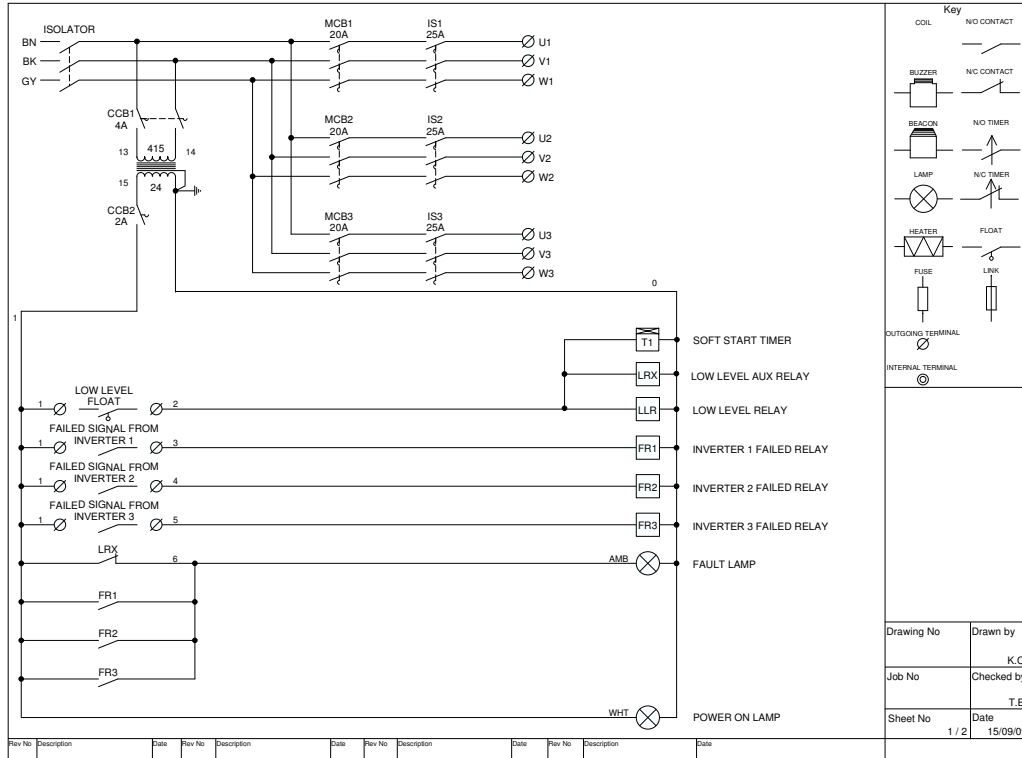 Key
COIL
N/O CONTACT
BUZZER
N/C CONTACT
BEACON
N/O TIMER
LAMP
N/C TIMER
HEATER
FLOAT
FUSE
LINK
OUTGOING TERMINAL
INTERNAL TERMINAL
ISOLATOR
BN
BK
GY
MCB1
20A
IS1
25A
U1
V1
W1
CCB1
4A
13
415
14
15
24
CCB2
2A
MCB2
20A
IS2
25A
U2
V2
W2
MCB3
20A
IS3
25A
U3
V3
W3
0
1
T1
SOFT START TIMER
LRX
LOW LEVEL AUX RELAY
LOW LEVEL
FLOAT
1
2
LLR
LOW LEVEL RELAY
FAILED SIGNAL FROM
INVERTER 1
1
3
FR1
INVERTER 1 FAILED RELAY
FAILED SIGNAL FROM
INVERTER 2
1
4
FR2
INVERTER 2 FAILED RELAY
FAILED SIGNAL FROM
INVERTER 3
1
5
FR3
INVERTER 3 FAILED RELAY
LRX
6
AMB
FAULT LAMP
FR1
FR2
FR3
WHT
POWER ON LAMP
Drawing No
Drawn by
K.C
Job No
Checked by
T.E
Sheet No
1 / 2
Date
15/09/0
Rev No Description Date Rev No Description Date Rev No Description Date Rev No Description Date